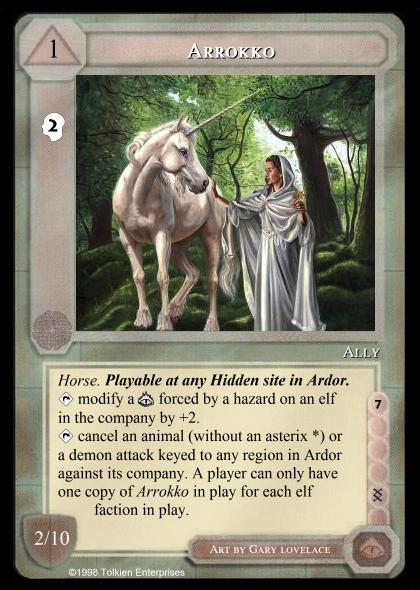 1
ARROKKO
2
ALLY
Horse. Playable at any Hidden site in Ardor.
modify a forced by a hazard on an elf
in the company by +2.
cancel an animal (without an asterix *) or
a demon attack keyed to any region in Ardor
against its company. A player can only have
one copy of Arrokko in play for each elf
faction in play.
7
2/10
ART BY GARY LOVELACE
©1998 Tolkien Enterprises